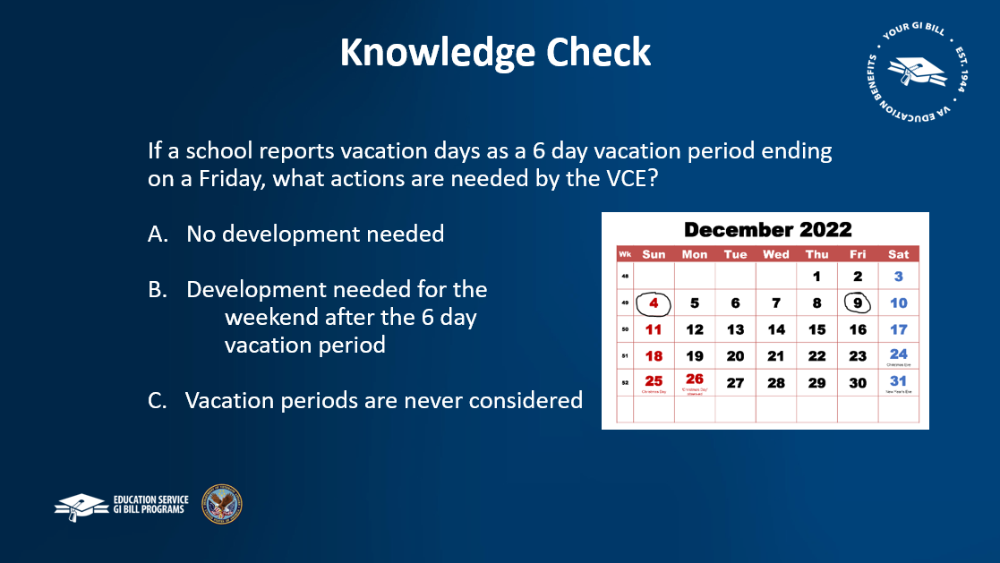 Knowledge Check
YOUR GI BILL • EST. 1944 • VA EDUCATION BENEFITS •
If a school reports vacation days as a 6 day vacation period ending
on a Friday, what actions are needed by the VCE?
A. No development needed
B. Development needed for the
weekend after the 6 day
vacation period
C. Vacation periods are never considered
December 2022
Wk Sun Mon Tue Wed Thu Fri Sat
48 1 2 3
49 4 5 6 7 8 9 10
50 11 12 13 14 15 16 17
51 18 19 20 21 22 23 24
Christmas Eve
52 25 26 27 28 29 30 31
Christmas Day 'Christmas Day' observed New Year's Eve
EDUCATION SERVICE
GI BILL PROGRAMS